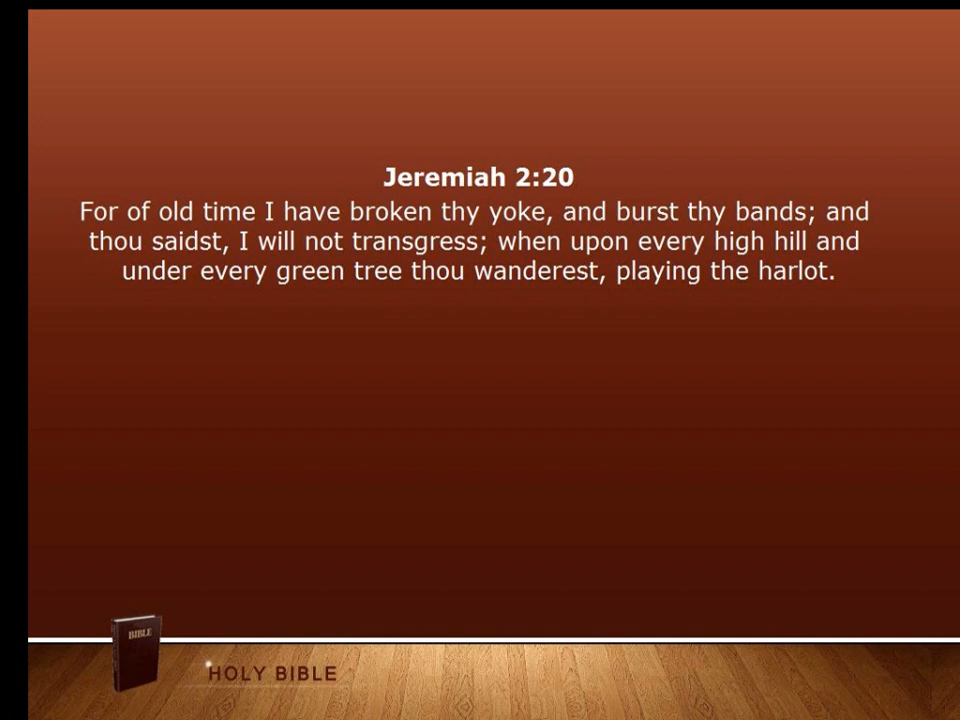 Jeremiah 2:20
For of old time I have broken thy yoke, and burst thy bands; and
thou saidst, I will not transgress; when upon every high hill and
under every green tree thou wanderest, playing the harlot.
BIBLE
HOLY BIBLE